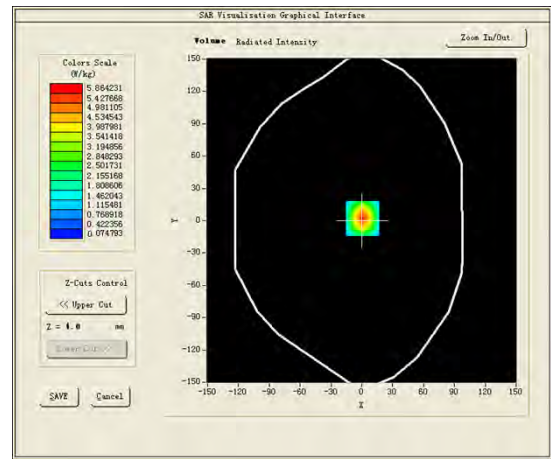 SAR Visualisation Graphical Interface
Volume Radiated Intensity
Zoom In/Out
Colors Scale
(W/kg)
5.864231
5.427668
4.981105
4.534543
3.987981
3.541418
3.194856
2.848293
2.501731
2.155168
1.808606
1.462043
1.115481
0.768918
0.422356
0.074793
150
120
90
60
30
0
-30
-60
-90
-120
-150
Y
-150 -120 -90 -60 -30 0 30 60 90 120 150
X
Z-Cuts Control
<< Upper Cut
Z = 4.0 mm
SAVE
Cancel